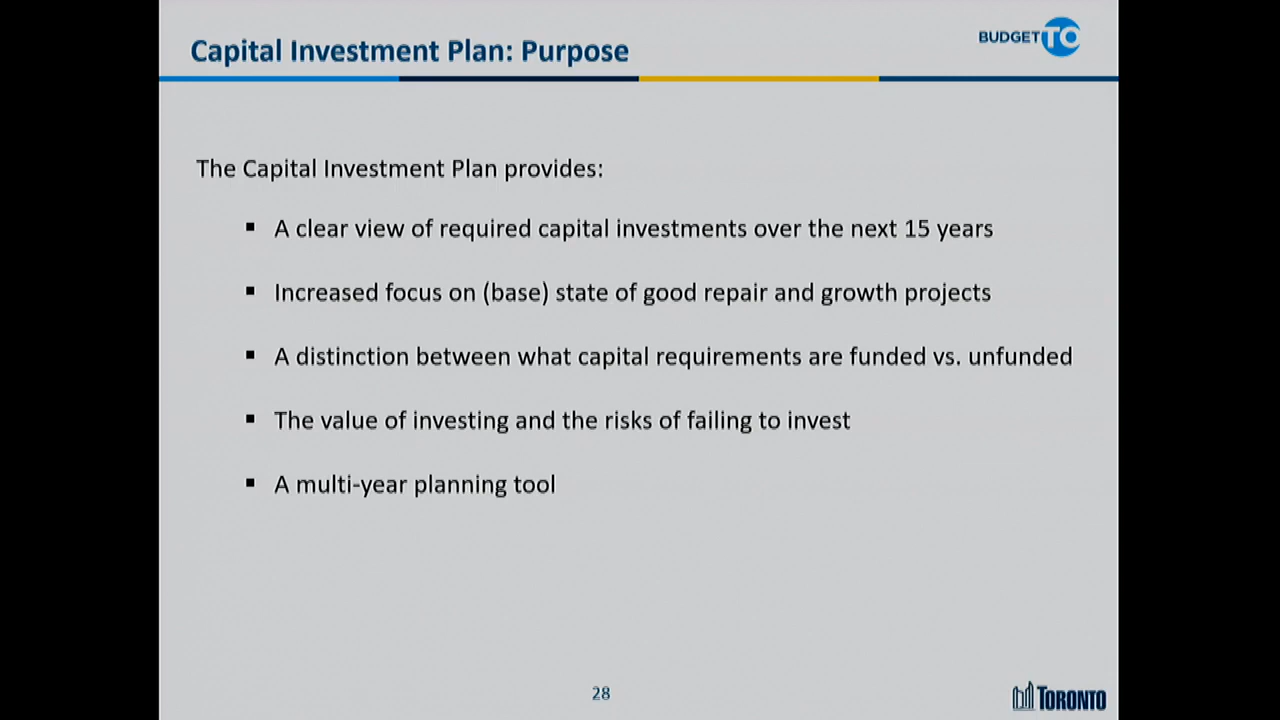 Capital Investment Plan: Purpose
BUDGETTO
The Capital Investment Plan provides:
▪ A clear view of required capital investments over the next 15 years
▪ Increased focus on (base) state of good repair and growth projects
▪ A distinction between what capital requirements are funded vs. unfunded
▪ The value of investing and the risks of failing to invest
▪ A multi-year planning tool
28
TORONTO